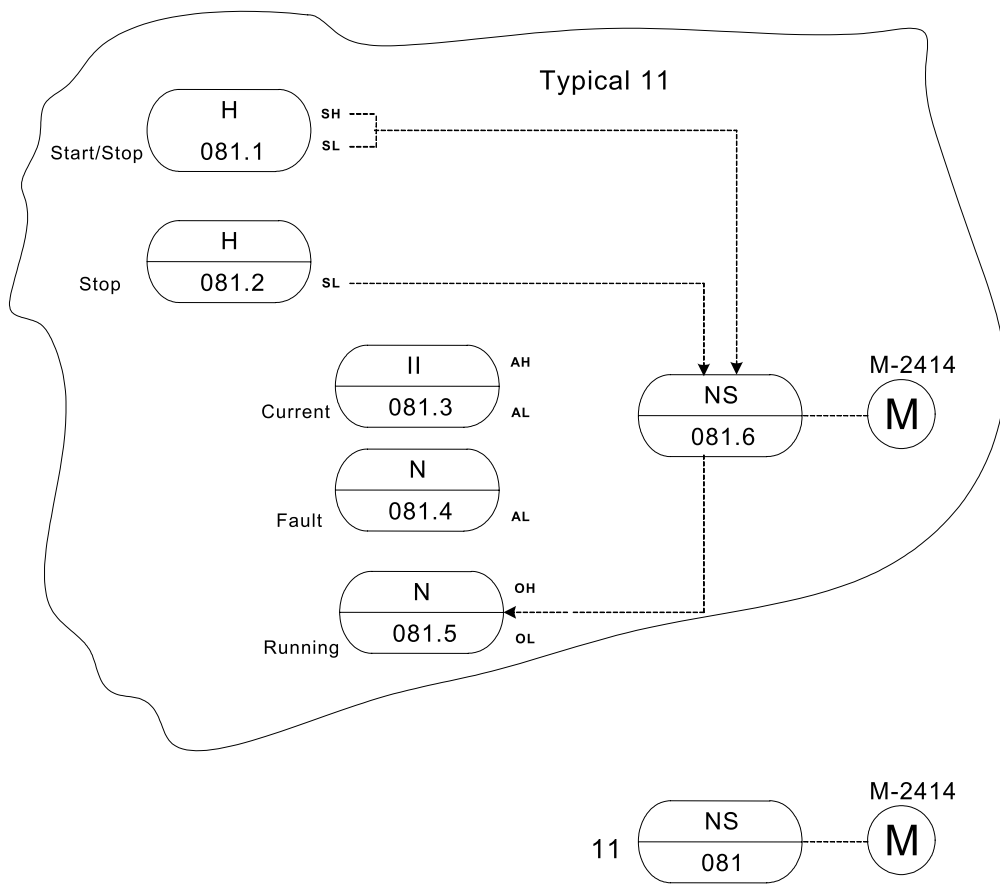 Typical 11
H
SH
081.1
SL
Start/Stop
H
081.2
SL
Stop
II
AH
081.3
AL
Current
N
081.4
AL
Fault
N
OH
081.5
OL
Running
NS
081.6
M-2414
M
11
NS
081
M-2414
M